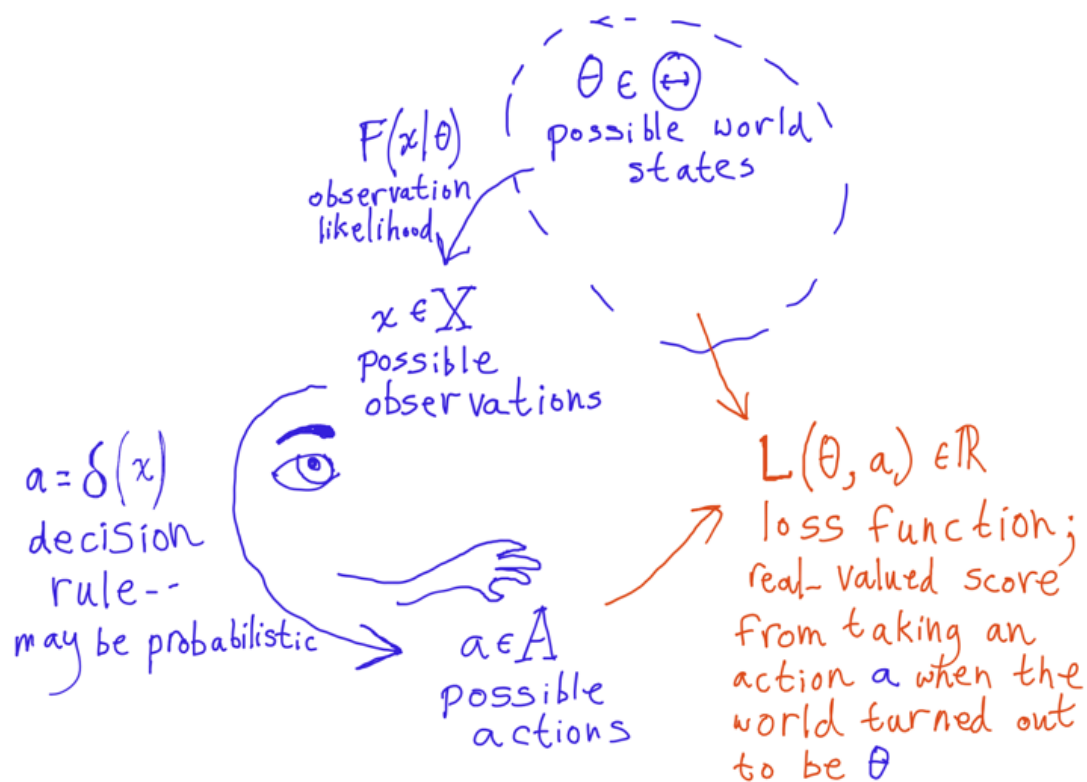 θ ∈ Θ
possible world
states
F(x|θ)
observation
likelihood
x ∈ X
possible
observations
a = δ(x)
decision
rule--
may be probabilistic
a ∈ A
possible
actions
L(θ, a) ∈ ℝ
loss function;
real-valued score
from taking an
action a when the
world turned out
to be θ